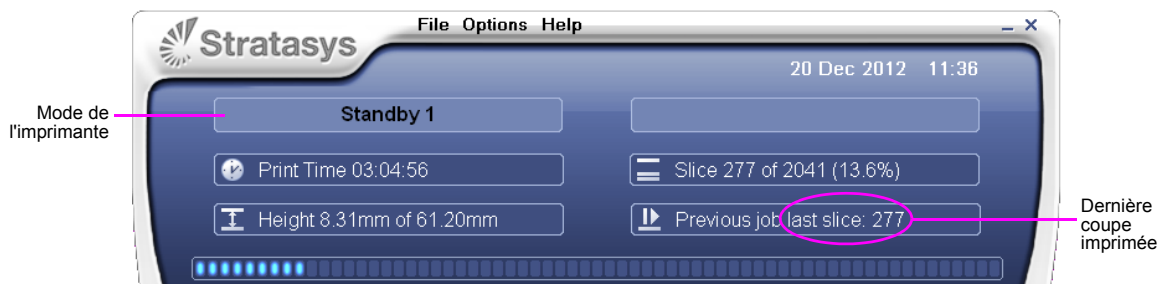 Stratasys
File Options Help
20 Dec 2012 11:36
Mode de
l'imprimante
Standby 1
Print Time 03:04:56
Slice 277 of 2041 (13.6%)
Height 8.31mm of 61.20mm
Previous job last slice: 277
Dernière
coupe
imprimée